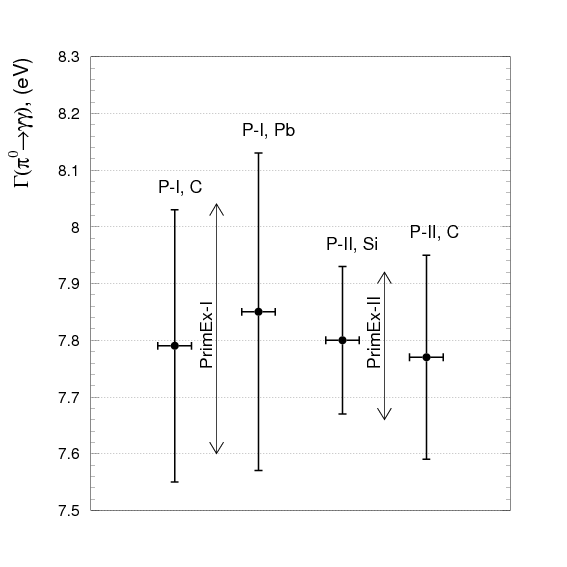 Γ(π⁰→γγ), (eV)
8.3
8.2
8.1
8
7.9
7.8
7.7
7.6
7.5
P-I, C
P-I, Pb
P-II, Si
P-II, C
PrimEx-I
PrimEx-II